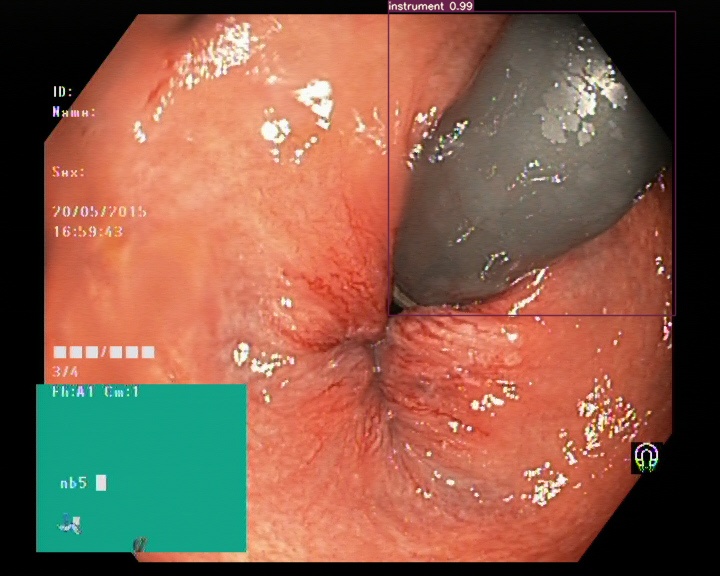 instrument 0.99
ID:
Name:
Sex:
20/05/2015
16:59:43
■■■/■■■
3/4
Eh:A1 Cm:1
nb5